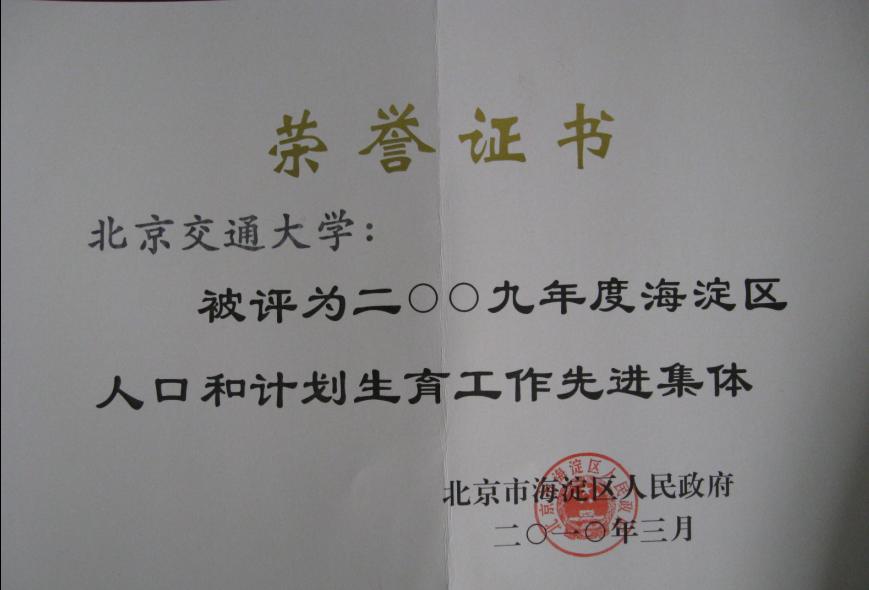 荣誉证书
北京交通大学：
被评为二〇〇九年度海淀区
人口和计划生育工作先进集体
北京市海淀区人民政府
二〇一〇年三月